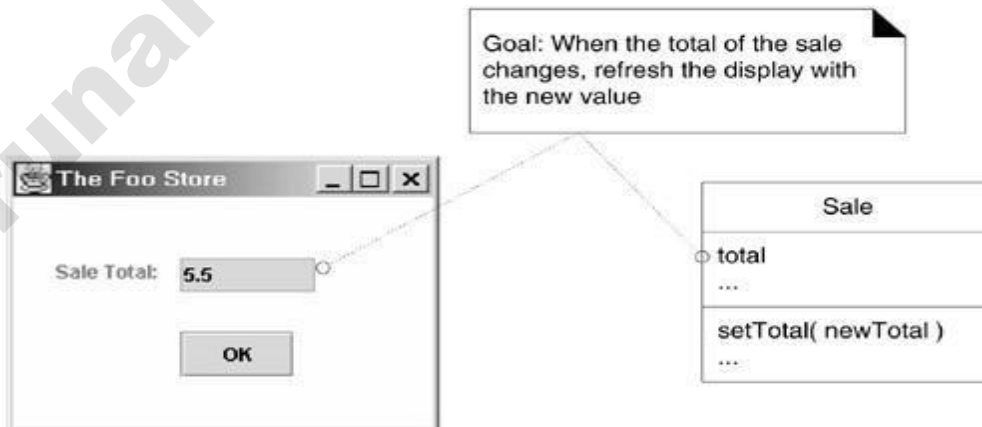 Goal: When the total of the sale
changes, refresh the display with
the new value
The Foo Store
Sale Total: 5.5
OK
Sale
total
...
setTotal( newTotal )
...